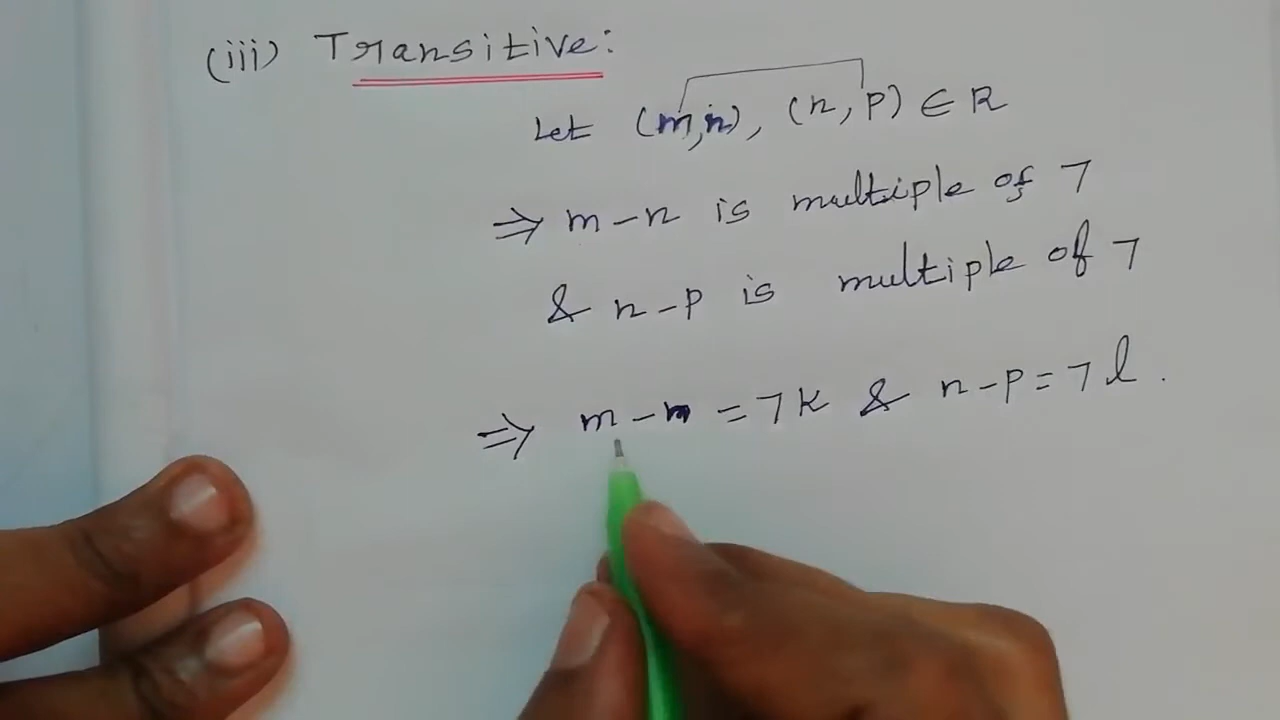 (iii) Transitive:
Let (m,n), (n,p) ∈ R
⇒ m-n is multiple of 7
& n-p is multiple of 7
⇒ m-n = 7k & n-p = 7l.